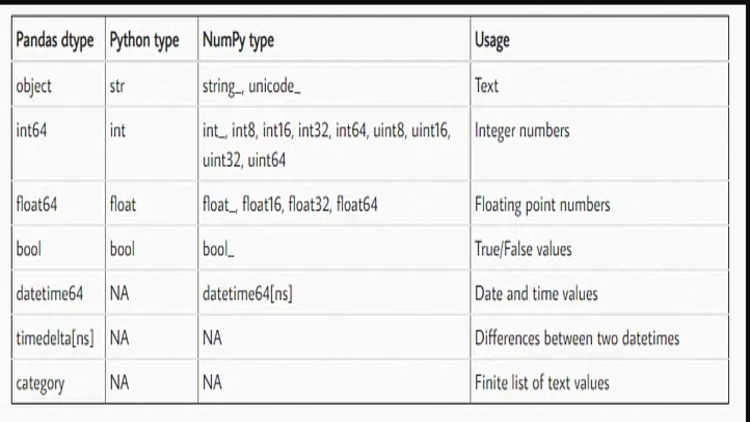 Pandas dtype Python type NumPy type Usage
object str string_, unicode_ Text
int64 int int_, int8, int16, int32, int64, uint8, uint16, Integer numbers
uint32, uint64
float64 float float_, float16, float32, float64 Floating point numbers
bool bool bool_ True/False values
datetime64 NA datetime64[ns] Date and time values
timedelta[ns] NA NA Differences between two datetimes
category NA NA Finite list of text values